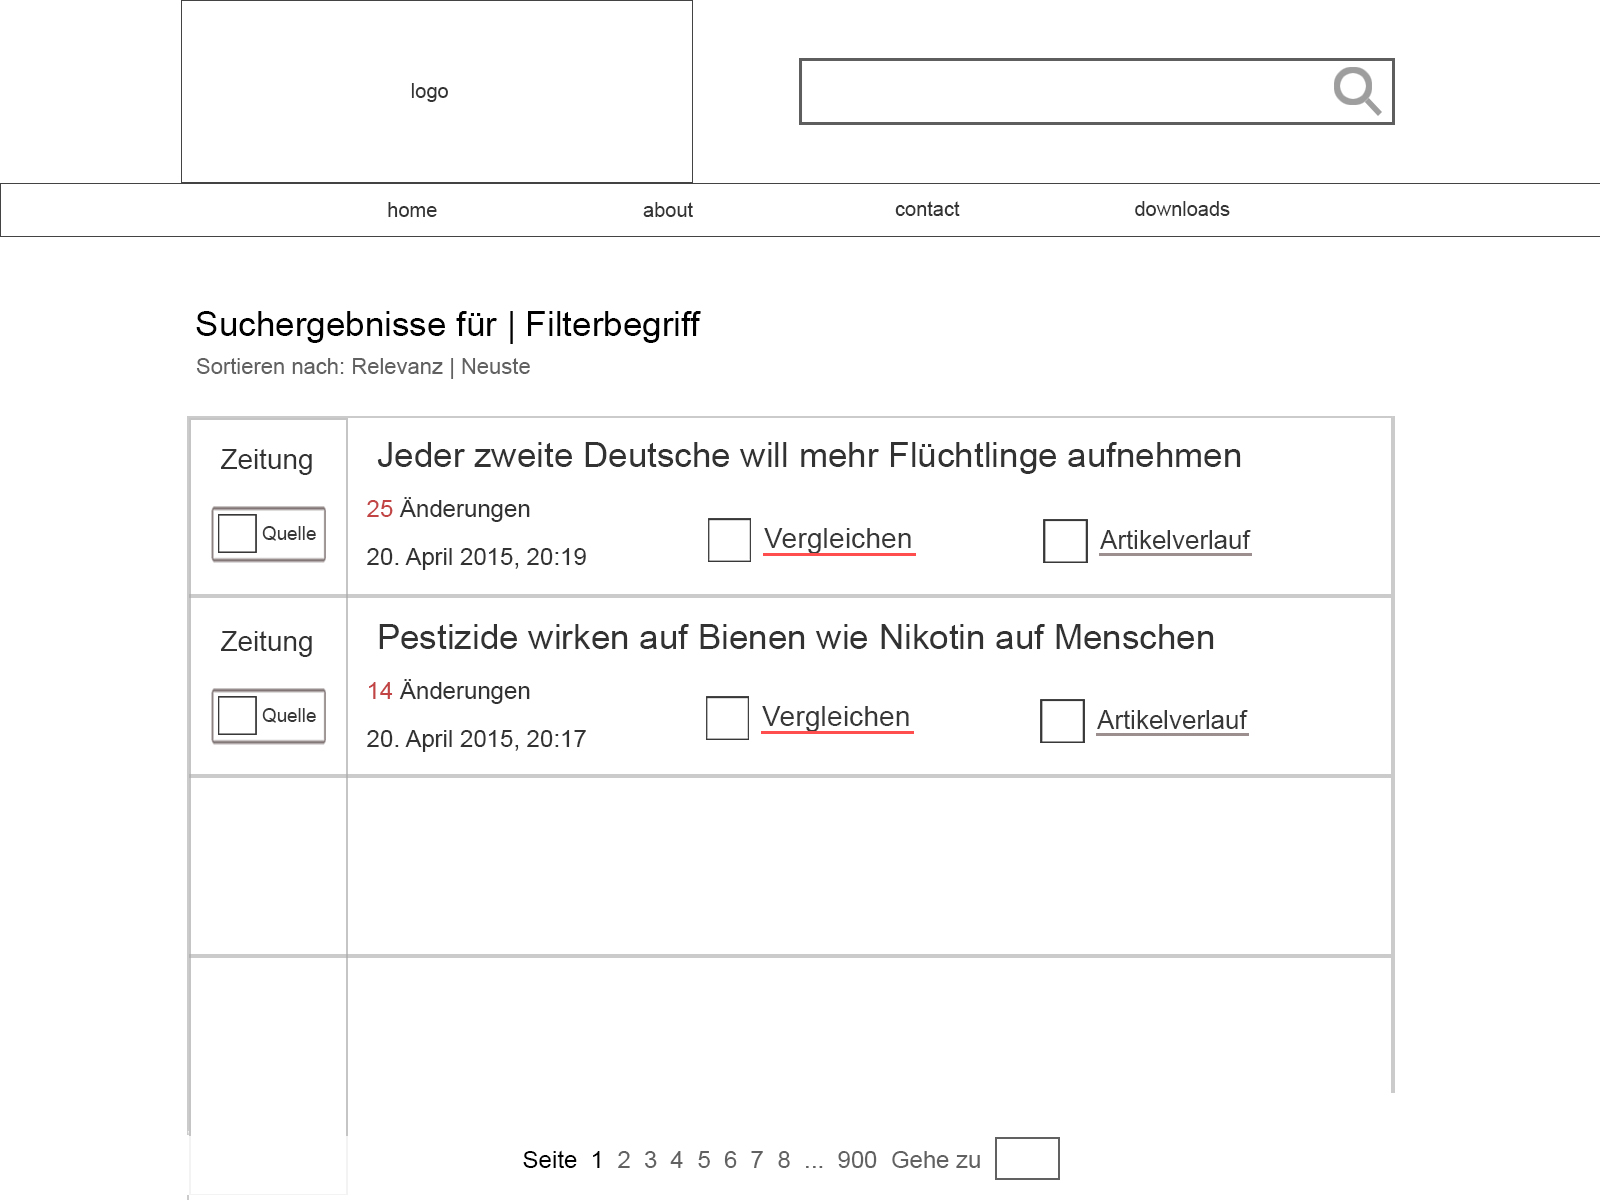 logo
home about contact downloads
Suchergebnisse für | Filterbegriff
Sortieren nach: Relevanz | Neuste
Zeitung
Quelle
Jeder zweite Deutsche will mehr Flüchtlinge aufnehmen
25 Änderungen
20. April 2015, 20:19
Vergleichen
Artikelverlauf
Zeitung
Quelle
Pestizide wirken auf Bienen wie Nikotin auf Menschen
14 Änderungen
20. April 2015, 20:17
Vergleichen
Artikelverlauf
Seite 1 2 3 4 5 6 7 8 ... 900 Gehe zu